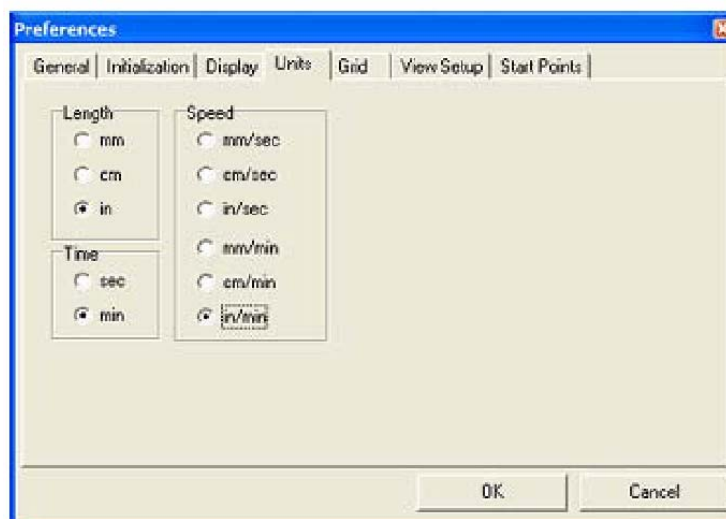 Preferences
General Initialization Display Units Grid View Setup Start Points
Length
mm
cm
in
Time
sec
min
Speed
mm/sec
cm/sec
in/sec
mm/min
cm/min
in/min
OK Cancel